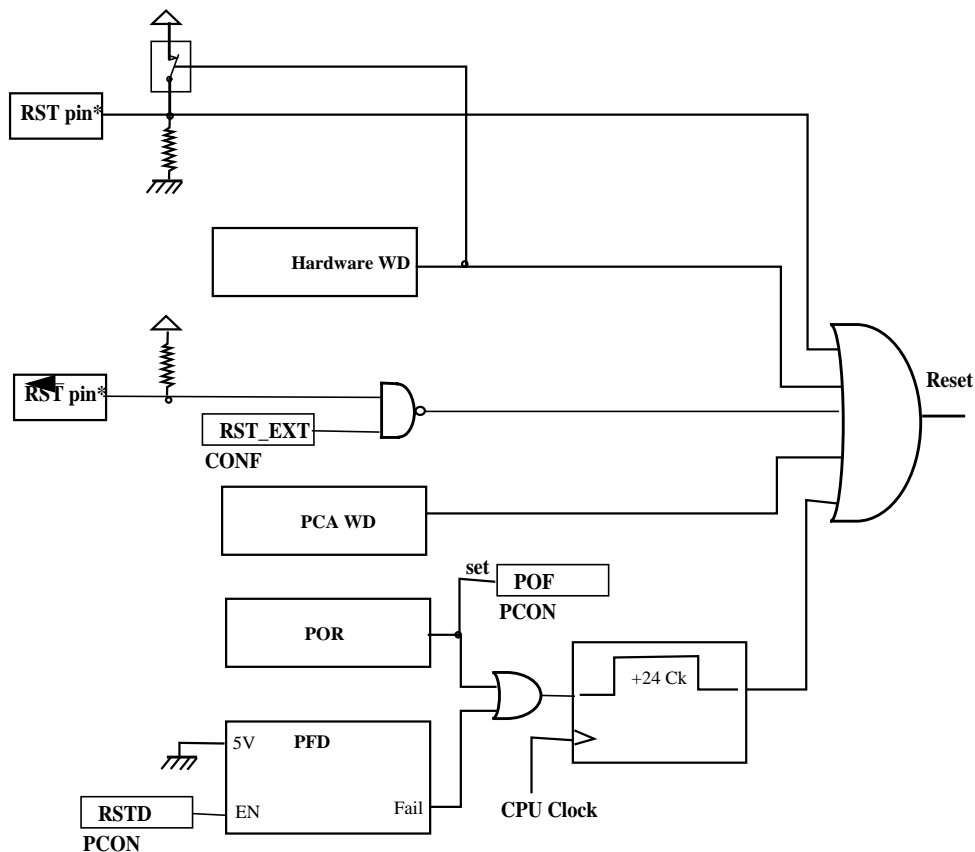 RST pin*
Hardware WD
RST pin*
RST_EXT
CONF
Reset
PCA WD
set
POF
PCON
POR
+24 Ck
5V
PFD
EN
Fail
RSTD
PCON
CPU Clock